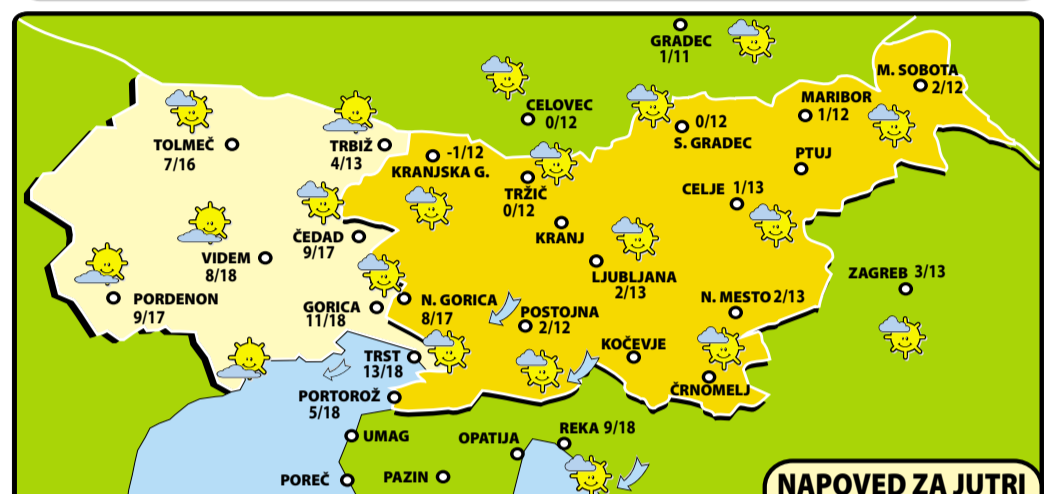 GRADEC
1/11
M. SOBOTA
2/12
CELOVEC
0/12
MARIBOR
1/12
0/12
S. GRADEC
TOLMEČ
7/16
TRBIŽ
4/13
-1/12
KRANJSKA G.
PTUJ
TRŽIČ
0/12
CELJE 1/13
ČEDAD
9/17
KRANJ
VIDEM
8/18
LJUBLJANA
2/13
ZAGREB 3/13
PORDENON
9/17
GORICA
11/18
N. GORICA
8/17
N. MESTO 2/13
POSTOJNA
2/12
KOČEVJE
TRST
13/18
ČRNOMELJ
PORTOROŽ
5/18
UMAG
OPATIJA
REKA 9/18
POREČ
PAZIN
NAPOVED ZA JUTRI